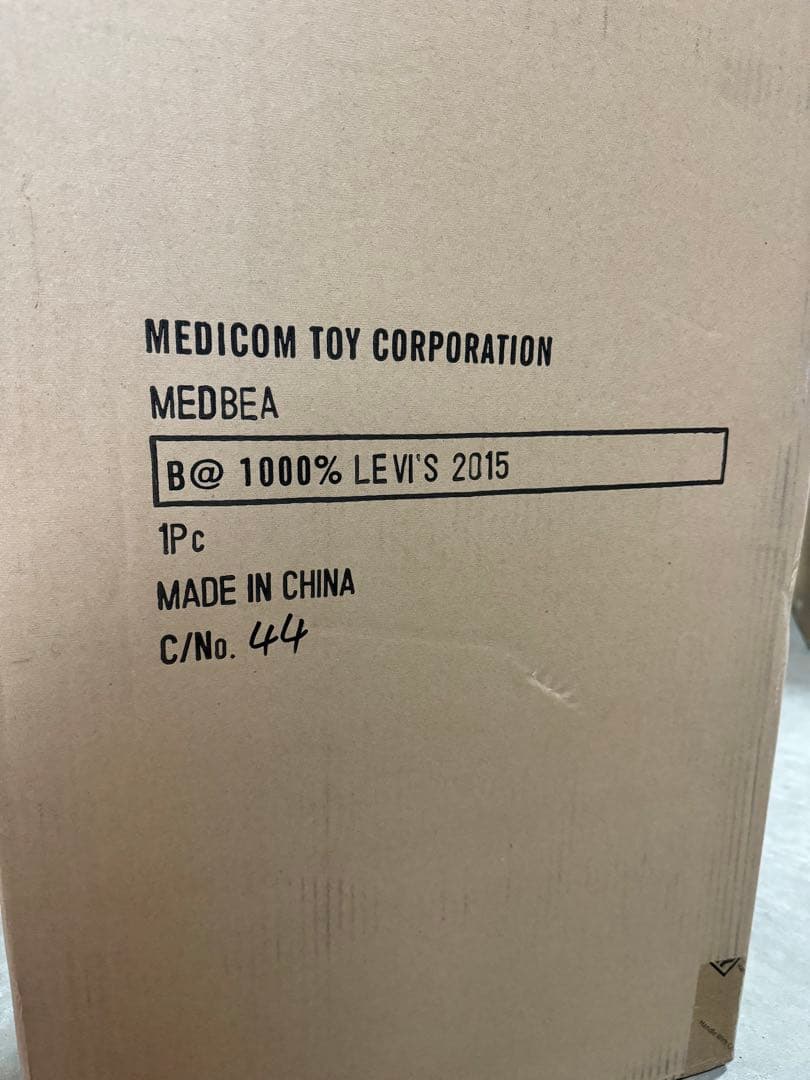 MEDICOM TOY CORPORATION
MEDBEA
B@ 1000% LEVI'S 2015
1Pc
MADE IN CHINA
C/No. 44